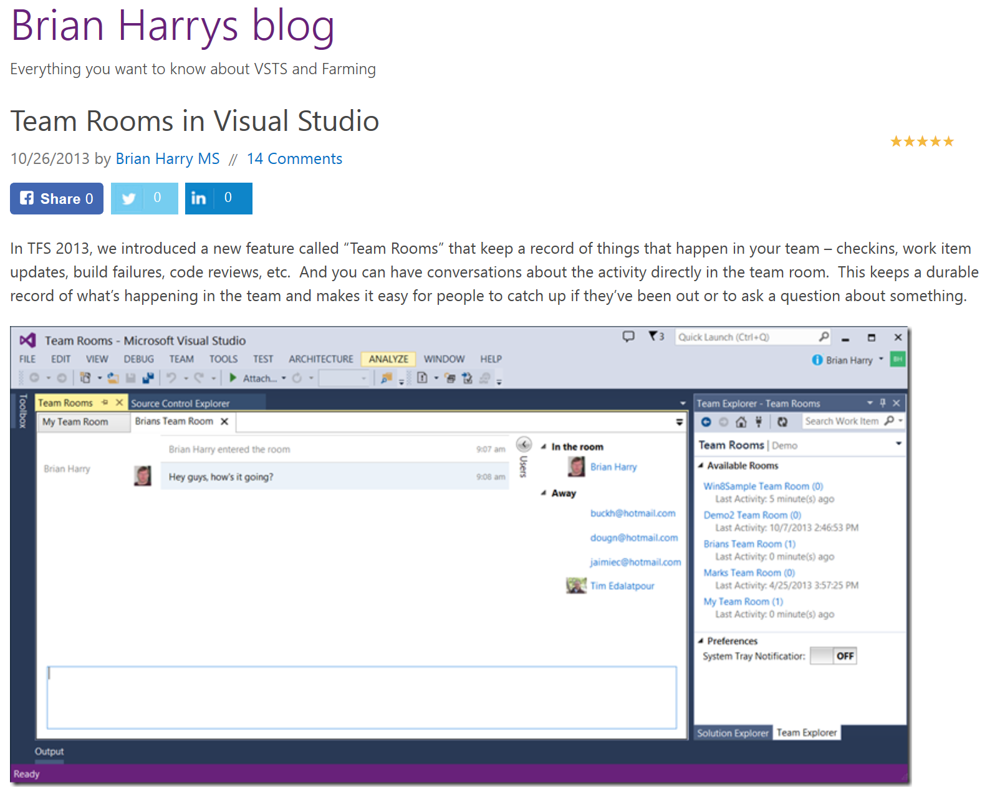 Brian Harrys blog
Everything you want to know about VSTS and Farming
Team Rooms in Visual Studio
10/26/2013 by Brian Harry MS // 14 Comments
Share 0
0
in 0
In TFS 2013, we introduced a new feature called “Team Rooms” that keep a record of things that happen in your team – checkins, work item
updates, build failures, code reviews, etc.  And you can have conversations about the activity directly in the team room.  This keeps a durable
record of what’s happening in the team and makes it easy for people to catch up if they’ve been out or to ask a question about something.
Team Rooms - Microsoft Visual Studio
3
Quick Launch (Ctrl+Q)
FILE EDIT VIEW DEBUG TEAM TOOLS TEST ARCHITECTURE ANALYZE WINDOW HELP
Brian Harry
BH
Attach...
Toolbox
Team Rooms
Source Control Explorer
My Team Room
Brians Team Room
Brian Harry entered the room 9:07 am
Brian Harry
Hey guys, how's it going? 9:08 am
Users
In the room
Brian Harry
Away
buckh@hotmail.com
dougn@hotmail.com
jaimiec@hotmail.com
Tim Edalatpour
Team Explorer - Team Rooms
Search Work Item
Team Rooms | Demo
Available Rooms
Win8Sample Team Room (0)
Last Activity: 5 minute(s) ago
Demo2 Team Room (0)
Last Activity: 10/7/2013 2:46:53 PM
Brians Team Room (1)
Last Activity: 0 minute(s) ago
Marks Team Room (0)
Last Activity: 4/25/2013 3:57:25 PM
My Team Room (1)
Last Activity: 0 minute(s) ago
Preferences
System Tray Notification: OFF
Solution Explorer
Team Explorer
Output
Ready